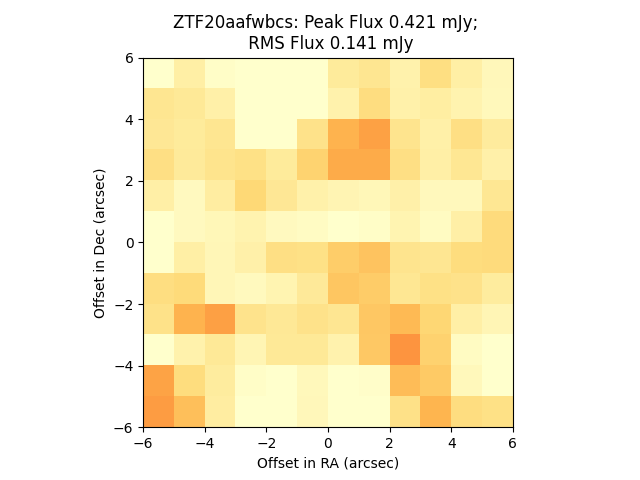 ZTF20aafwbcs: Peak Flux 0.421 mJy;
RMS Flux 0.141 mJy
6
4
2
0
−2
−4
−6
Offset in Dec (arcsec)
−6 −4 −2 0 2 4 6
Offset in RA (arcsec)